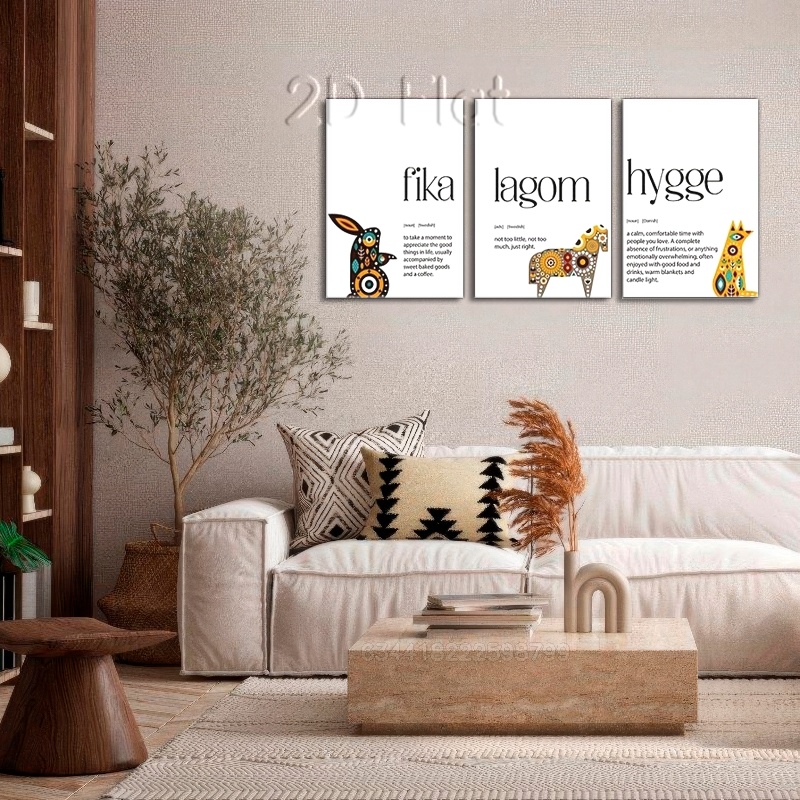 2D Flat
fika
[noun] [Swedish]
to take a moment to
appreciate the good
things in life, usually
accompanied by
sweet baked goods
and a coffee.
lagom
[adv.] [Swedish]
not too little, not too
much, just right.
hygge
[noun] [Danish]
a calm, comfortable time with
people you love. A complete
absence of frustrations, or anything
emotionally overwhelming, often
enjoyed with good food and
drinks, warm blankets and
candle light.